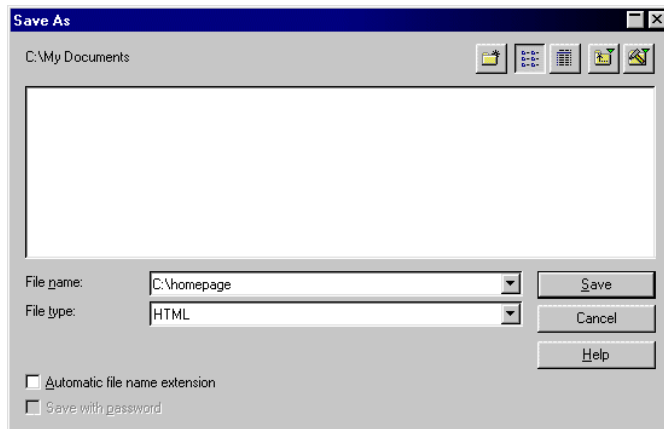 Save As
C:\My Documents
File name:
C:\homepage
Save
File type:
HTML
Cancel
Help
Automatic file name extension
Save with password